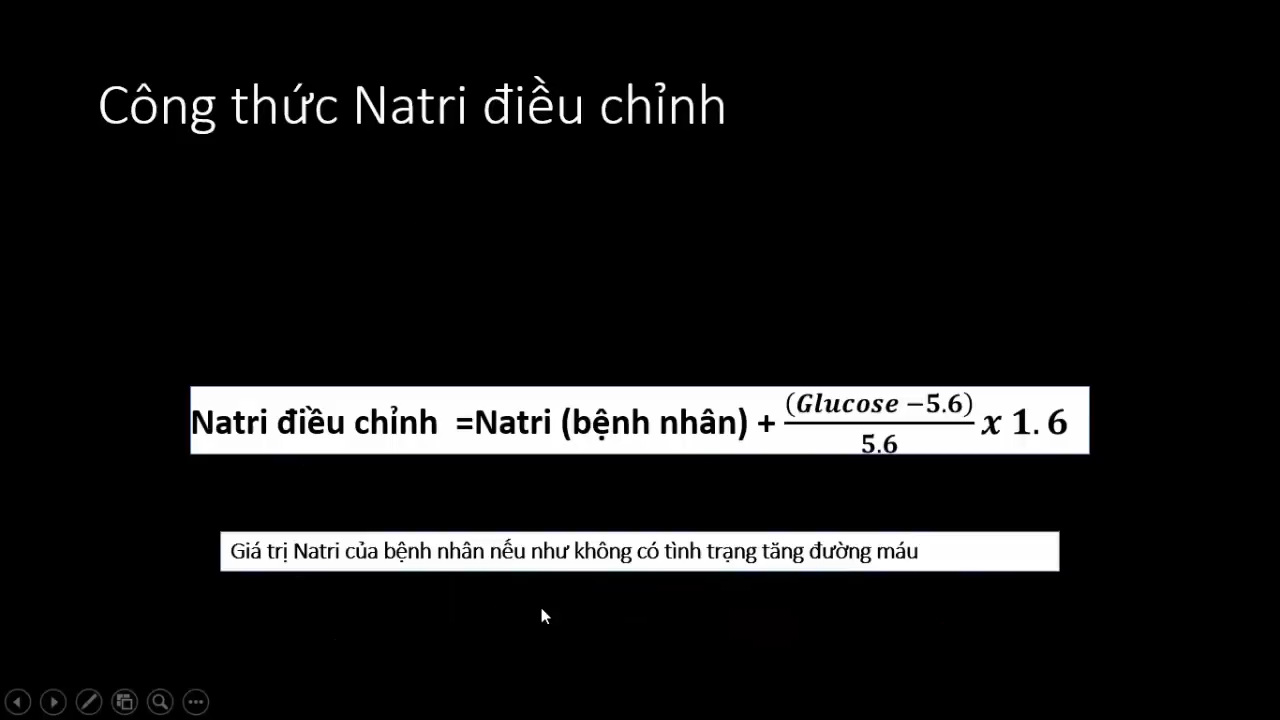 Công thức Natri điều chỉnh
Natri điều chỉnh =Natri (bệnh nhân) + (Glucose −5.6)/5.6 x 1.6
Giá trị Natri của bệnh nhân nếu như không có tình trạng tăng đường máu